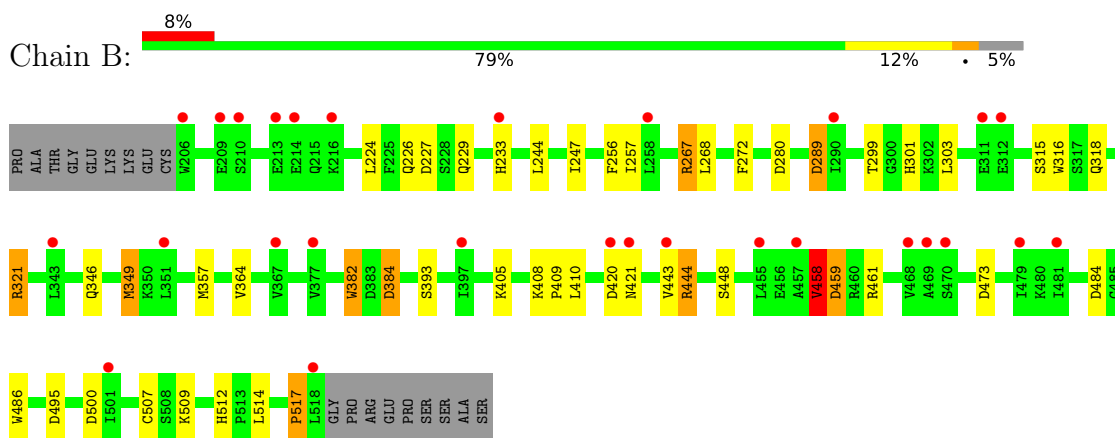 8%
Chain B:
79% 12% • 5%
PRO ALA THR GLY GLU LYS LYS GLU CYS W206 E209 S210 E213 E214 Q215 K216 L224 F225 Q226 D227 S228 Q229 H233 L244 I247 F256 I257 L258 R267 L268 F272 D280 D289 I290 T299 G300 H301 K302 L303 E311 E312 S315 W316 S317 Q318
R321 L343 Q346 M349 K350 L351 M357 V364 V367 V377 W382 D383 D384 S393 I397 K405 K408 P409 L410 D420 N421 V443 R444 S448 L455 E456 A457 V458 D459 R460 R461 V468 A469 S470 D473 I479 K480 I481 D484
W486 D495 D500 I501 C507 S508 K509 H512 P513 L514 P517 L518 GLY PRO ARG GLU PRO SER SER ALA SER